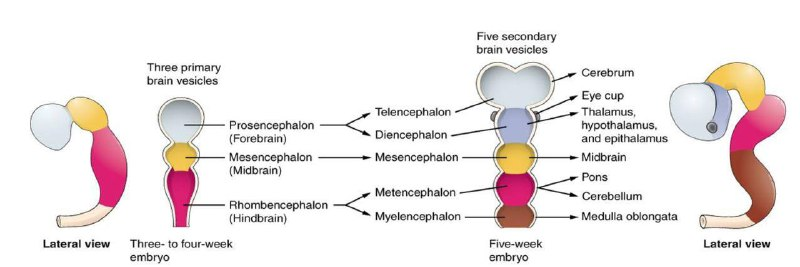 Three primary
brain vesicles
Five secondary
brain vesicles
Prosencephalon
(Forebrain)
Mesencephalon
(Midbrain)
Rhombencephalon
(Hindbrain)
Telencephalon
Diencephalon
Mesencephalon
Metencephalon
Myelencephalon
Cerebrum
Eye cup
Thalamus,
hypothalamus,
and epithalamus
Midbrain
Pons
Cerebellum
Medulla oblongata
Lateral view
Three- to four-week
embryo
Five-week
embryo
Lateral view